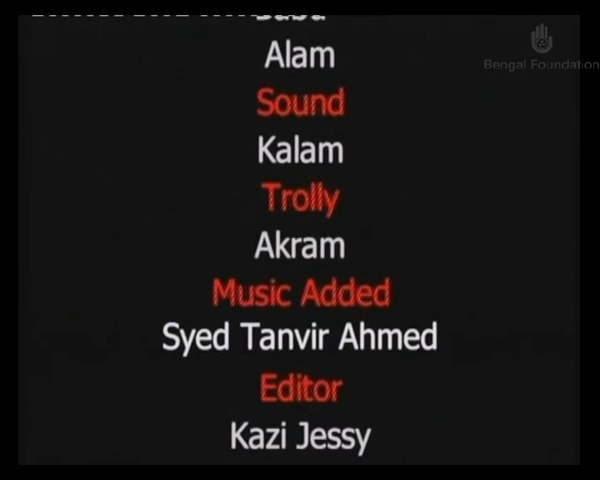 Bengal Foundation
Alam
Sound
Kalam
Trolly
Akram
Music Added
Syed Tanvir Ahmed
Editor
Kazi Jessy